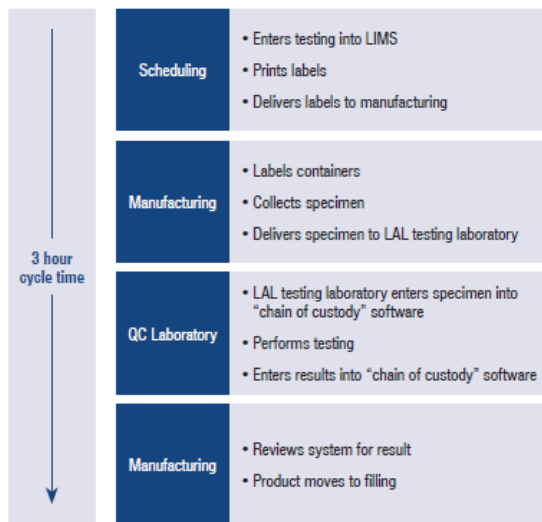 3 hour
cycle time
Scheduling
• Enters testing into LIMS
• Prints labels
• Delivers labels to manufacturing
Manufacturing
• Labels containers
• Collects specimen
• Delivers specimen to LAL testing laboratory
QC Laboratory
• LAL testing laboratory enters specimen into
“chain of custody” software
• Performs testing
• Enters results into “chain of custody” software
Manufacturing
• Reviews system for result
• Product moves to filling